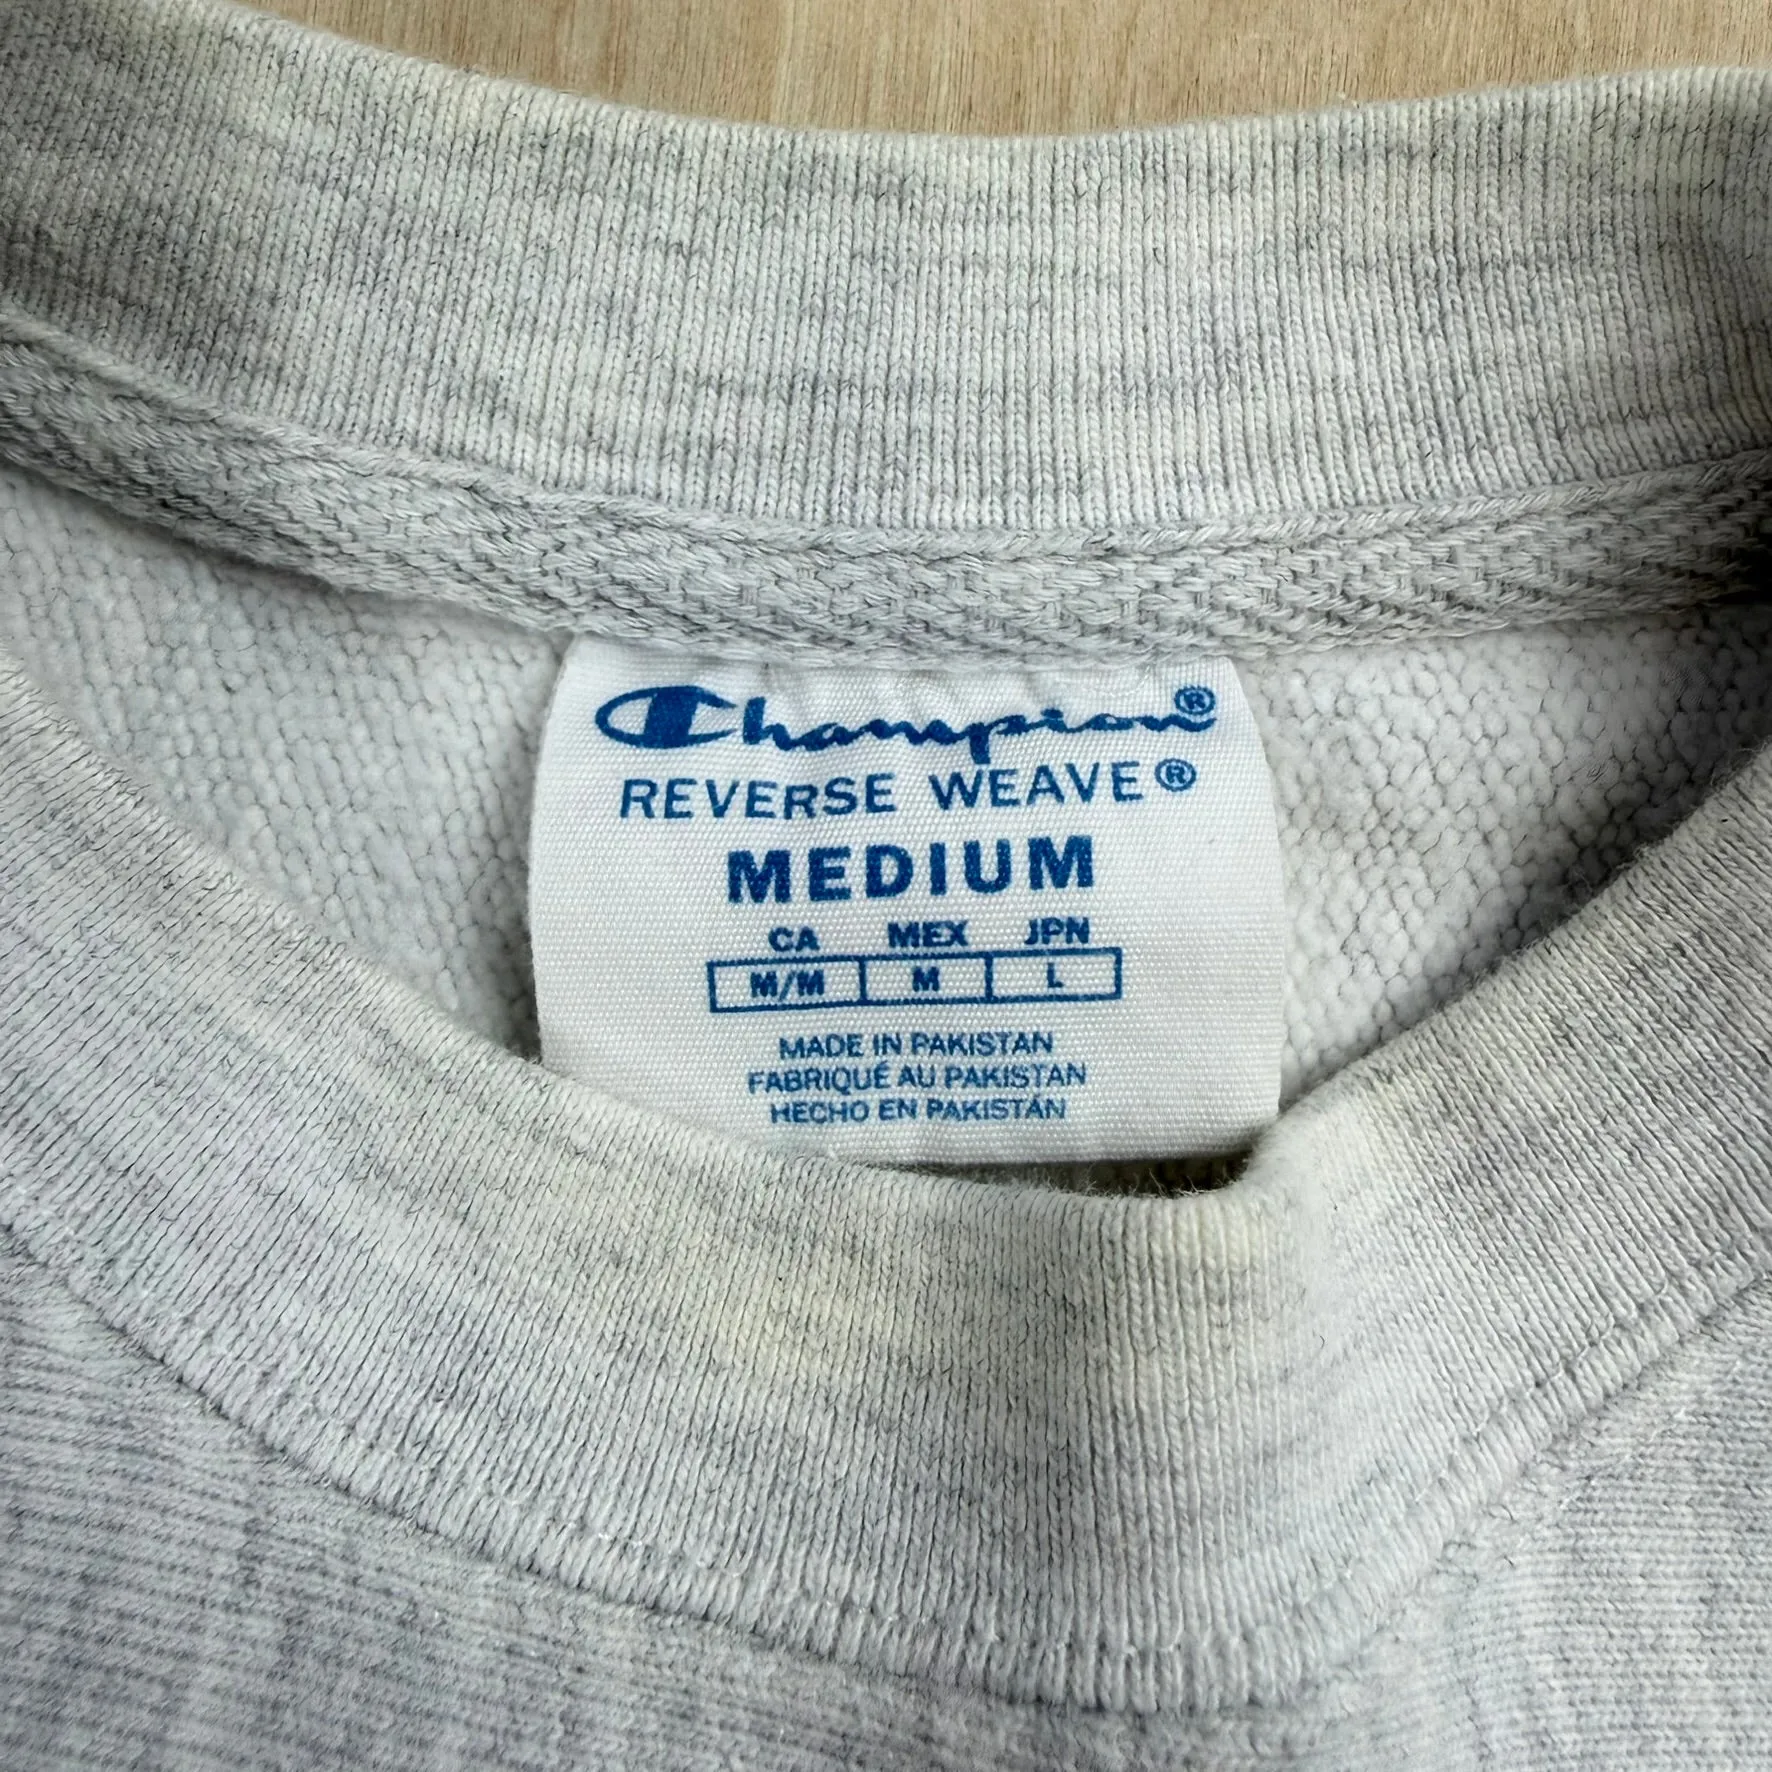 Champion®
REVERSE WEAVE®
MEDIUM
CA MEX JPN
M/M M L
MADE IN PAKISTAN
FABRIQUÉ AU PAKISTAN
HECHO EN PAKISTÁN